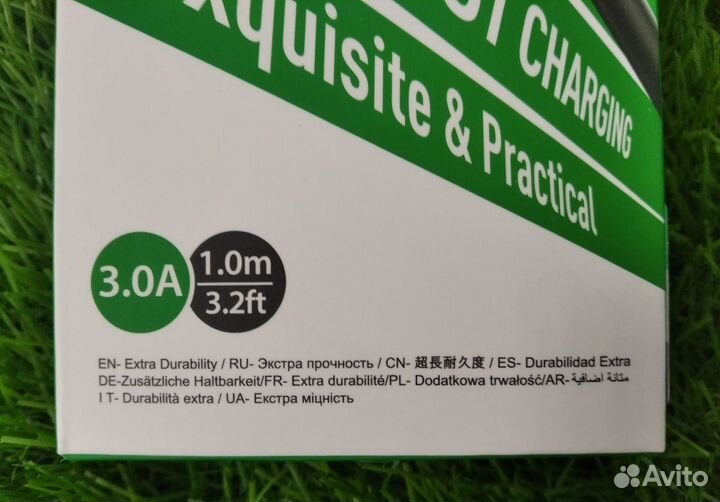 CHARGING
Exquisite & Practical
3.0A
1.0m
3.2ft
EN- Extra Durability / RU- Экстра прочность / CN- 超長耐久度 / ES- Durabilidad Extra
DE-Zusätzliche Haltbarkeit/FR- Extra durabilité/PL- Dodatkowa trwałość/AR- متانة اضافية
I T- Durabilità extra / UA- Екстра міцність
Avito